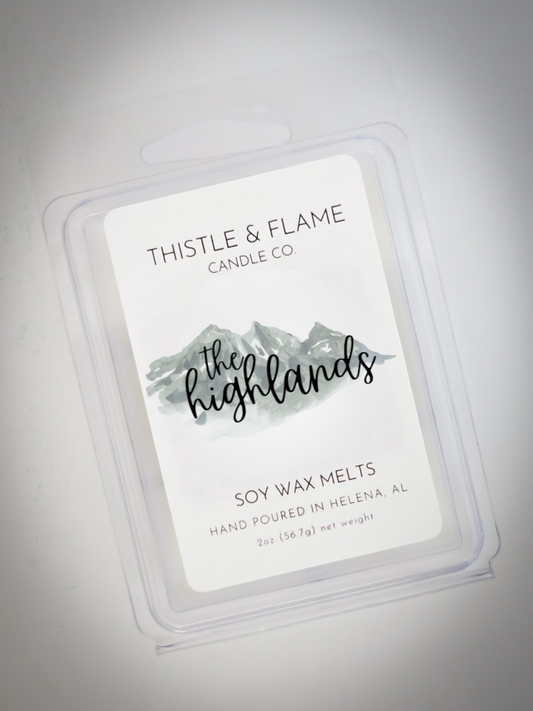 THISTLE & FLAME
CANDLE CO.
the
highlands
SOY WAX MELTS
HAND POURED IN HELENA, AL
2oz (56.7g) net weight